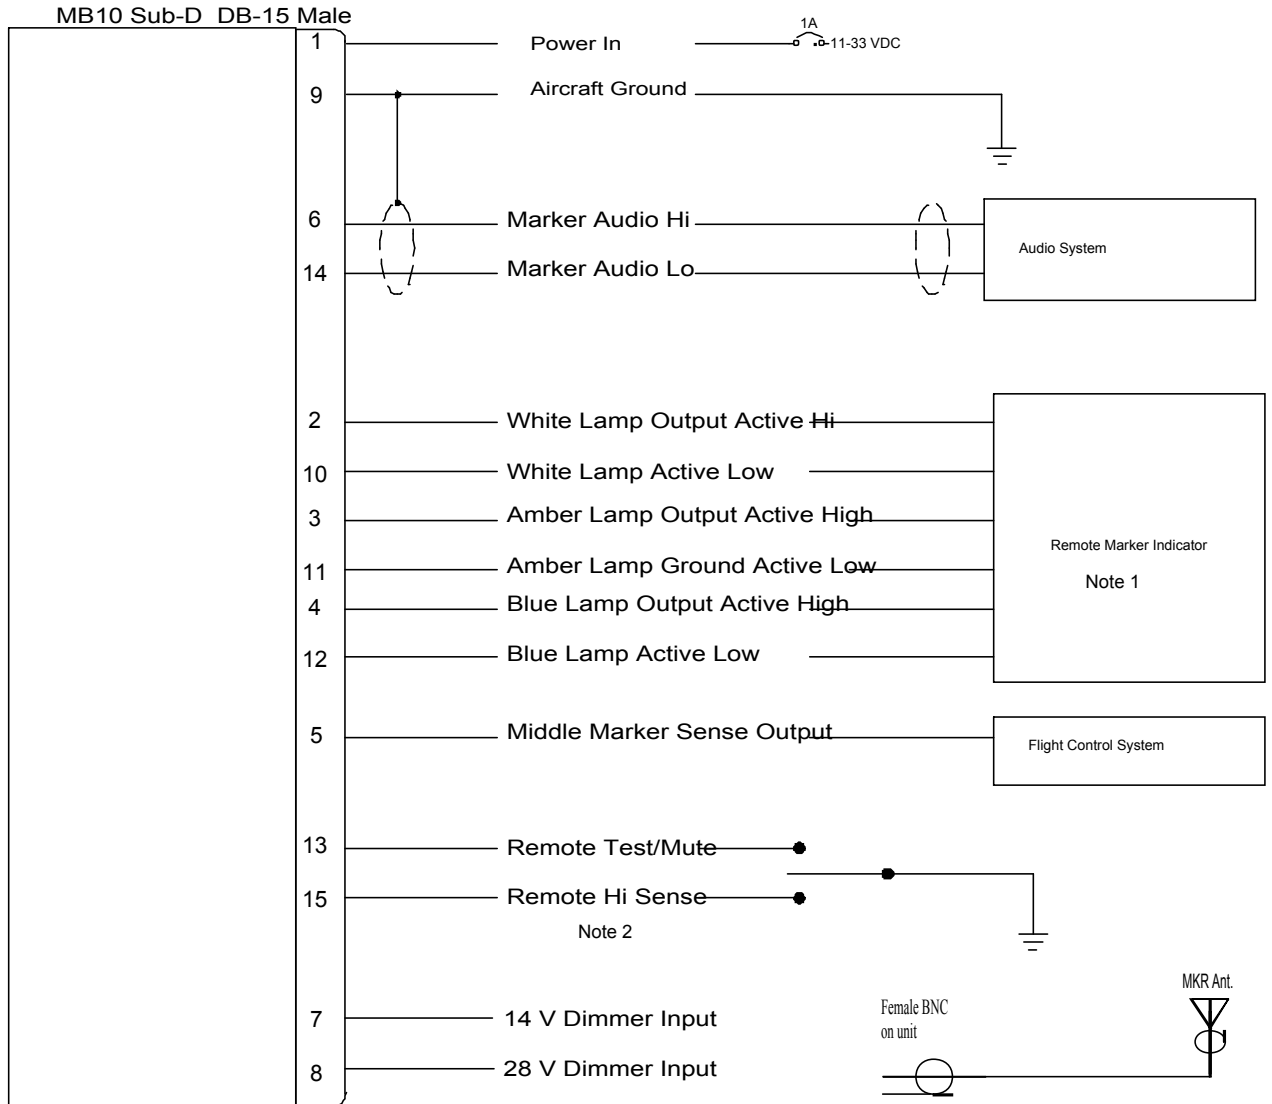 MB10 Sub-D DB-15 Male
1 Power In 1A 11-33 VDC
9 Aircraft Ground
6 Marker Audio Hi
Audio System
14 Marker Audio Lo
2 White Lamp Output Active Hi
10 White Lamp Active Low
3 Amber Lamp Output Active High
Remote Marker Indicator
11 Amber Lamp Ground Active Low
Note 1
4 Blue Lamp Output Active High
12 Blue Lamp Active Low
5 Middle Marker Sense Output
Flight Control System
13 Remote Test/Mute
15 Remote Hi Sense
Note 2
MKR Ant.
7 14 V Dimmer Input
Female BNC
on unit
8 28 V Dimmer Input